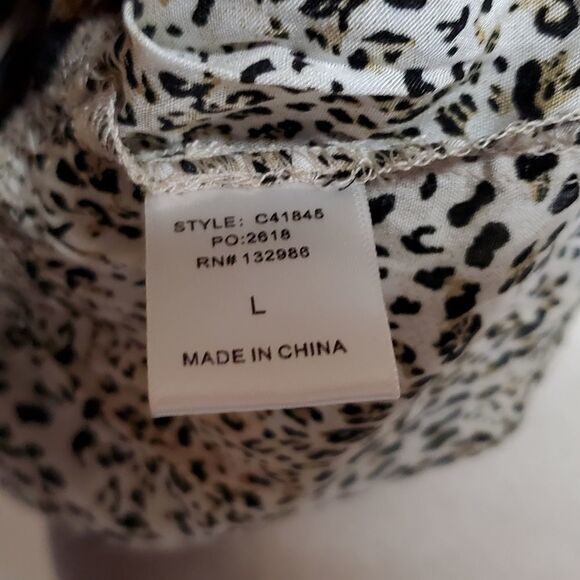 STYLE: C41845
PO:2618
RN# 132986
L
MADE IN CHINA